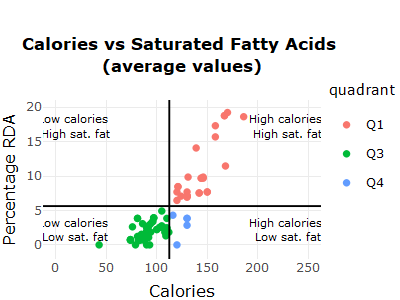 Calories vs Saturated Fatty Acids
(average values)
quadrant
Q1
Q3
Q4
Percentage RDA
20
15
10
5
0
low calories
High sat. fat
High calories
High sat. fat
low calories
Low sat. fat
High calories
Low sat. fat
0
50
100
150
200
250
Calories